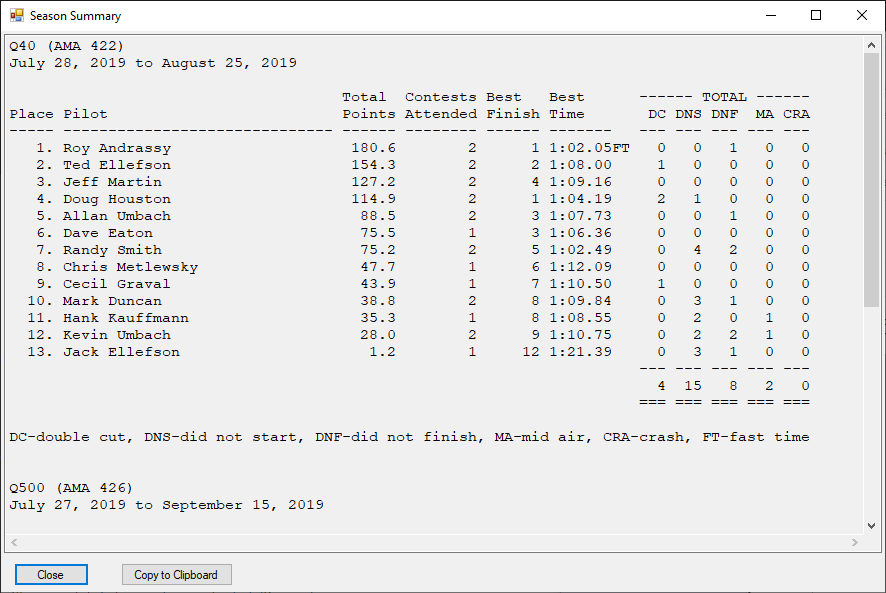 Season Summary
Q40 (AMA 422)
July 28, 2019 to August 25, 2019
                                     Total  Contests Best   Best      ------ TOTAL ------
Place Pilot                          Points Attended Finish Time       DC DNS DNF  MA CRA
----- ------------------------------ ------ -------- ------ -------   --- --- --- --- ---
   1. Roy Andrassy                    180.6        2      1 1:02.05FT   0   0   1   0   0
   2. Ted Ellefson                    154.3        2      2 1:08.00     1   0   0   0   0
   3. Jeff Martin                     127.2        2      4 1:09.16     0   0   0   0   0
   4. Doug Houston                    114.9        2      1 1:04.19     2   1   0   0   0
   5. Allan Umbach                     88.5        2      3 1:07.73     0   0   1   0   0
   6. Dave Eaton                       75.5        1      3 1:06.36     0   0   0   0   0
   7. Randy Smith                      75.2        2      5 1:02.49     0   4   2   0   0
   8. Chris Metlewsky                  47.7        1      6 1:12.09     0   0   0   0   0
   9. Cecil Graval                     43.9        1      7 1:10.50     1   0   0   0   0
  10. Mark Duncan                      38.8        2      8 1:09.84     0   3   1   0   0
  11. Hank Kauffmann                   35.3        1      8 1:08.55     0   2   0   1   0
  12. Kevin Umbach                     28.0        2      9 1:10.75     0   2   2   1   0
  13. Jack Ellefson                     1.2        1     12 1:21.39     0   3   1   0   0
                                                                      --- --- --- --- ---
                                                                        4  15   8   2   0
                                                                      === === === === ===
DC-double cut, DNS-did not start, DNF-did not finish, MA-mid air, CRA-crash, FT-fast time
Q500 (AMA 426)
July 27, 2019 to September 15, 2019
Close Copy to Clipboard